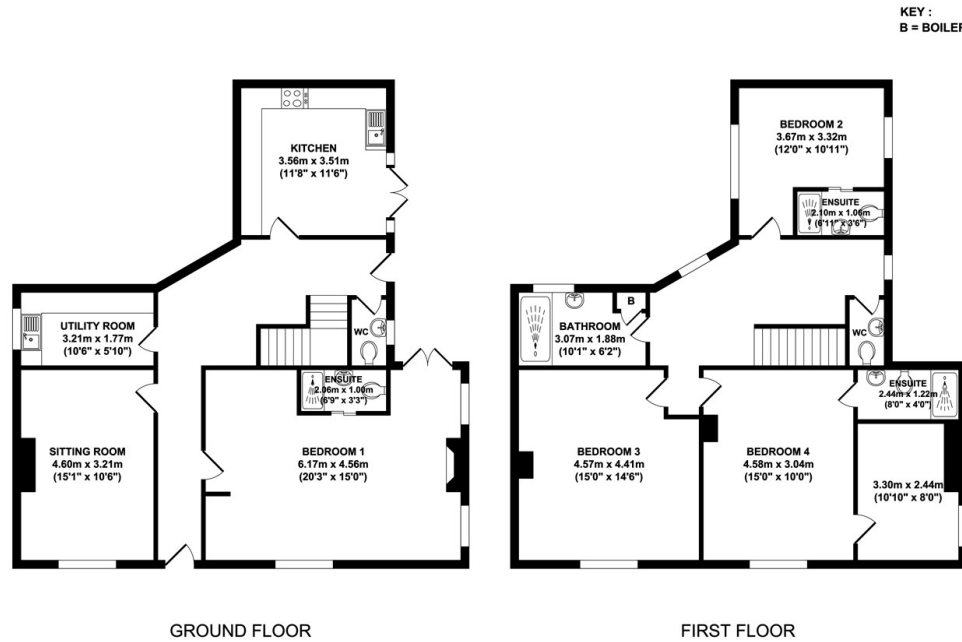 KEY :
B = BOILER
KITCHEN
3.56m x 3.51m
(11'8" x 11'6")
UTILITY ROOM
3.21m x 1.77m
(10'6" x 5'10")
WC
ENSUITE
2.06m x 1.00m
(6'9" x 3'3")
SITTING ROOM
4.60m x 3.21m
(15'1" x 10'6")
BEDROOM 1
6.17m x 4.56m
(20'3" x 15'0")
GROUND FLOOR
BEDROOM 2
3.67m x 3.32m
(12'0" x 10'11")
ENSUITE
2.10m x 1.06m
(6'11" x 3'6")
B
BATHROOM
3.07m x 1.88m
(10'1" x 6'2")
WC
ENSUITE
2.44m x 1.22m
(8'0" x 4'0")
BEDROOM 3
4.57m x 4.41m
(15'0" x 14'6")
BEDROOM 4
4.58m x 3.04m
(15'0" x 10'0")
3.30m x 2.44m
(10'10" x 8'0")
FIRST FLOOR